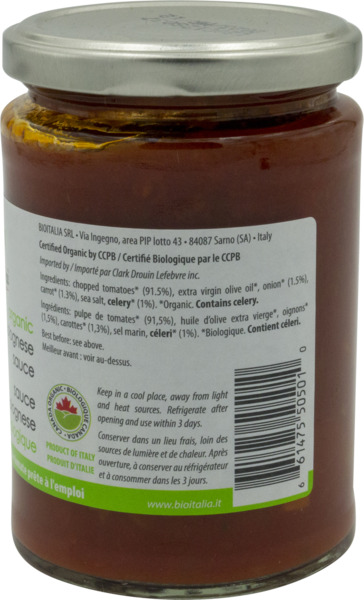 BIOITALIA SRL • Via Ingegno, area PIP lotto 43 • 84087 Sarno (SA) • Italy
Certified Organic by CCPB / Certifié Biologique par le CCPB
Imported by / Importé par Clark Drouin Lefebvre inc.
Ingredients: chopped tomatoes* (91.5%), extra virgin olive oil*, onion* (1.5%),
carrot* (1.3%), sea salt, celery* (1%). *Organic. Contains celery.
Ingrédients: pulpe de tomates* (91,5%), huile d'olive extra vierge*, oignons*
(1,5%), carottes* (1,3%), sel marin, céleri* (1%). *Biologique. Contient céleri.
Best before: see above.
Meilleur avant : voir au-dessus.
organic
sauce
sauce
CANADA ORGANIC • BIOLOGIQUE CANADA
PRODUCT OF ITALY
PRODUIT D'ITALIE
Keep in a cool place, away from light
and heat sources. Refrigerate after
opening and use within 3 days.
Conserver dans un lieu frais, loin des
sources de lumière et de chaleur. Après
ouverture, à conserver au réfrigérateur
et à consommer dans les 3 jours.
6 61475 50501 0
prête à l'emploi
www.bioitalia.it